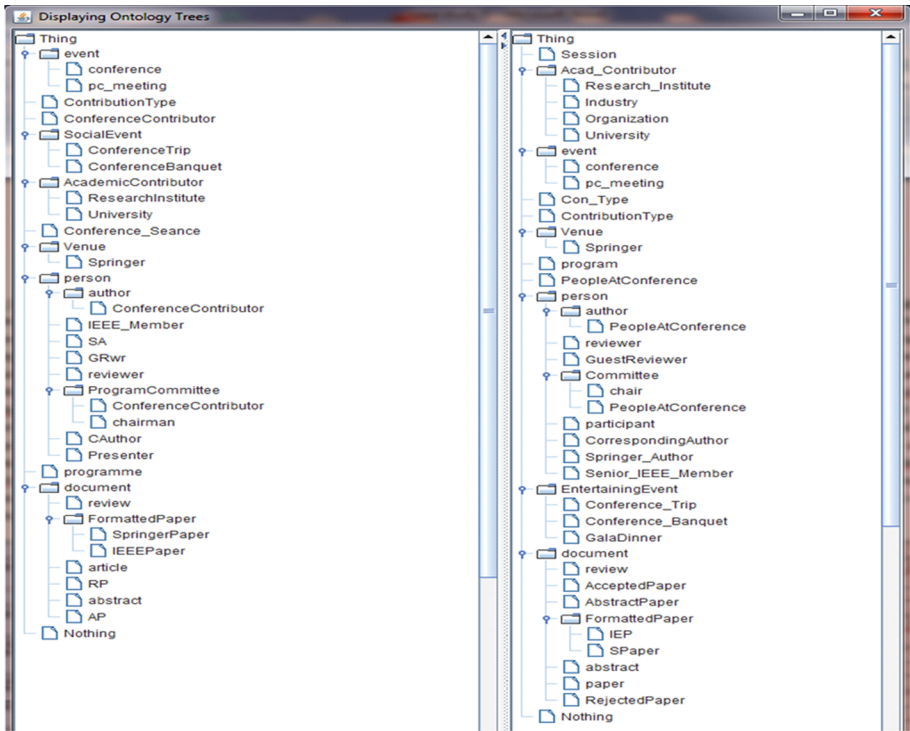 Displaying Ontology Trees
Thing
event
conference
pc_meeting
ContributionType
ConferenceContributor
SocialEvent
ConferenceTrip
ConferenceBanquet
AcademicContributor
ResearchInstitute
University
Conference_Seance
Venue
Springer
person
author
ConferenceContributor
IEEE_Member
SA
GRwr
reviewer
ProgramCommittee
ConferenceContributor
chairman
CAuthor
Presenter
programme
document
review
FormattedPaper
SpringerPaper
IEEEPaper
article
RP
abstract
AP
Nothing
Thing
Session
Acad_Contributor
Research_Institute
Industry
Organization
University
event
conference
pc_meeting
Con_Type
ContributionType
Venue
Springer
program
PeopleAtConference
person
author
PeopleAtConference
reviewer
GuestReviewer
Committee
chair
PeopleAtConference
participant
CorrespondingAuthor
Springer_Author
Senior_IEEE_Member
EntertainingEvent
Conference_Trip
Conference_Banquet
GalaDinner
document
review
AcceptedPaper
AbstractPaper
FormattedPaper
IEP
SPaper
abstract
paper
RejectedPaper
Nothing